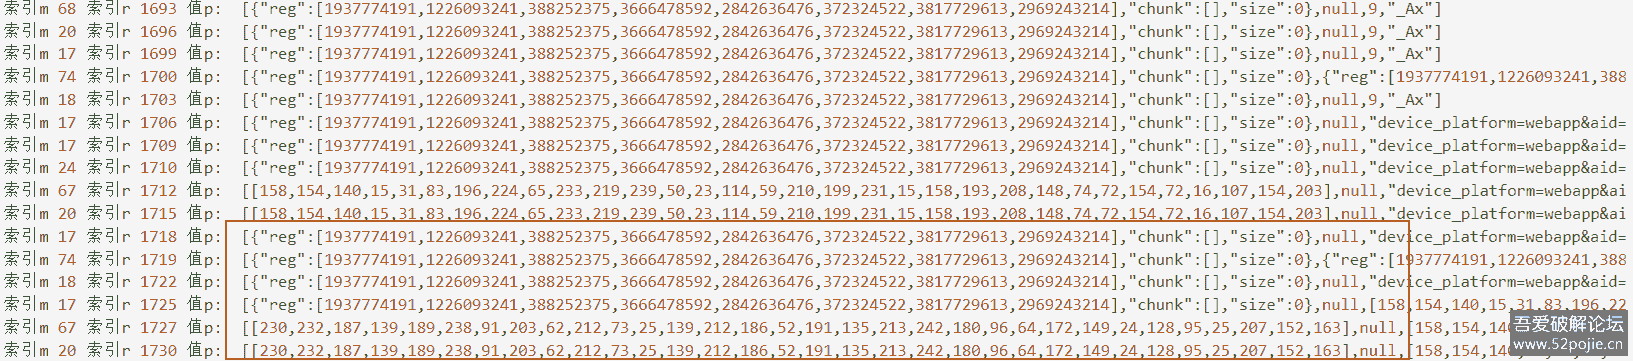 索引m 68 索引r 1693 值p: [{"reg":[1937774191,1226093241,388252375,3666478592,2842636476,372324522,3817729613,2969243214],"chunk":[],"size":0},null,9,"_Ax"]
索引m 20 索引r 1696 值p: [{"reg":[1937774191,1226093241,388252375,3666478592,2842636476,372324522,3817729613,2969243214],"chunk":[],"size":0},null,9,"_Ax"]
索引m 17 索引r 1699 值p: [{"reg":[1937774191,1226093241,388252375,3666478592,2842636476,372324522,3817729613,2969243214],"chunk":[],"size":0},null,9,"_Ax"]
索引m 74 索引r 1700 值p: [{"reg":[1937774191,1226093241,388252375,3666478592,2842636476,372324522,3817729613,2969243214],"chunk":[],"size":0},{"reg":[1937774191,1226093241,388
索引m 18 索引r 1703 值p: [{"reg":[1937774191,1226093241,388252375,3666478592,2842636476,372324522,3817729613,2969243214],"chunk":[],"size":0},null,9,"_Ax"]
索引m 17 索引r 1706 值p: [{"reg":[1937774191,1226093241,388252375,3666478592,2842636476,372324522,3817729613,2969243214],"chunk":[],"size":0},null,"device_platform=webapp&aid=
索引m 17 索引r 1709 值p: [{"reg":[1937774191,1226093241,388252375,3666478592,2842636476,372324522,3817729613,2969243214],"chunk":[],"size":0},null,"device_platform=webapp&aid=
索引m 24 索引r 1710 值p: [{"reg":[1937774191,1226093241,388252375,3666478592,2842636476,372324522,3817729613,2969243214],"chunk":[],"size":0},null,"device_platform=webapp&aid=
索引m 67 索引r 1712 值p: [[158,154,140,15,31,83,196,224,65,233,219,239,50,23,114,59,210,199,231,15,158,193,208,148,74,72,154,72,16,107,154,203],null,"device_platform=webapp&ai
索引m 20 索引r 1715 值p: [[158,154,140,15,31,83,196,224,65,233,219,239,50,23,114,59,210,199,231,15,158,193,208,148,74,72,154,72,16,107,154,203],null,"device_platform=webapp&ai
索引m 17 索引r 1718 值p: [{"reg":[1937774191,1226093241,388252375,3666478592,2842636476,372324522,3817729613,2969243214],"chunk":[],"size":0},null,"device_platform=webapp&aid=
索引m 74 索引r 1719 值p: [{"reg":[1937774191,1226093241,388252375,3666478592,2842636476,372324522,3817729613,2969243214],"chunk":[],"size":0},{"reg":[1937774191,1226093241,388
索引m 18 索引r 1722 值p: [{"reg":[1937774191,1226093241,388252375,3666478592,2842636476,372324522,3817729613,2969243214],"chunk":[],"size":0},null,"device_platform=webapp&aid=
索引m 17 索引r 1725 值p: [{"reg":[1937774191,1226093241,388252375,3666478592,2842636476,372324522,3817729613,2969243214],"chunk":[],"size":0},null,[158,154,140,15,31,83,196,22
索引m 67 索引r 1727 值p: [[230,232,187,139,189,238,91,203,62,212,73,25,139,212,186,52,191,135,213,242,180,96,64,172,149,24,128,95,25,207,152,163],null,[158,154,14
索引m 20 索引r 1730 值p: [[230,232,187,139,189,238,91,203,62,212,73,25,139,212,186,52,191,135,213,242,180,96,64,172,149,24,128,95,25,207,152,163],null,[158,154,14
吾爱破解论坛
www.52pojie.cn